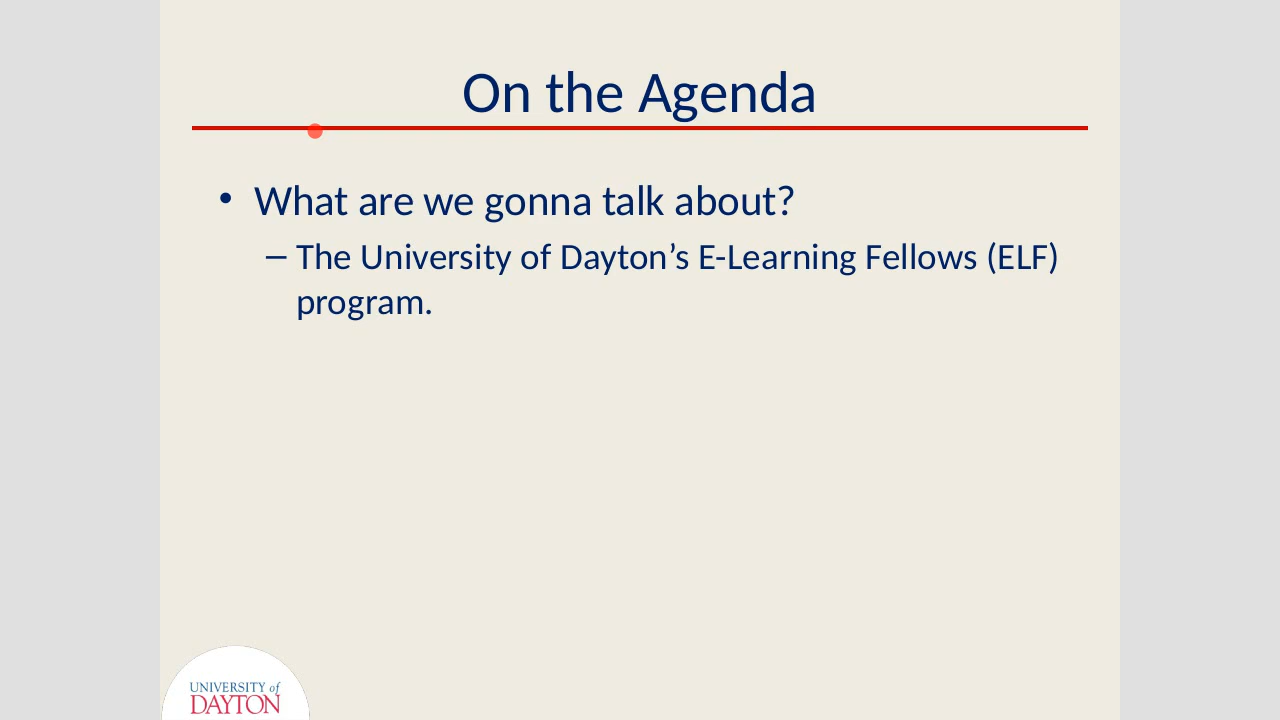 On the Agenda
• What are we gonna talk about?
– The University of Dayton’s E-Learning Fellows (ELF)
program.
UNIVERSITY of
DAYTON